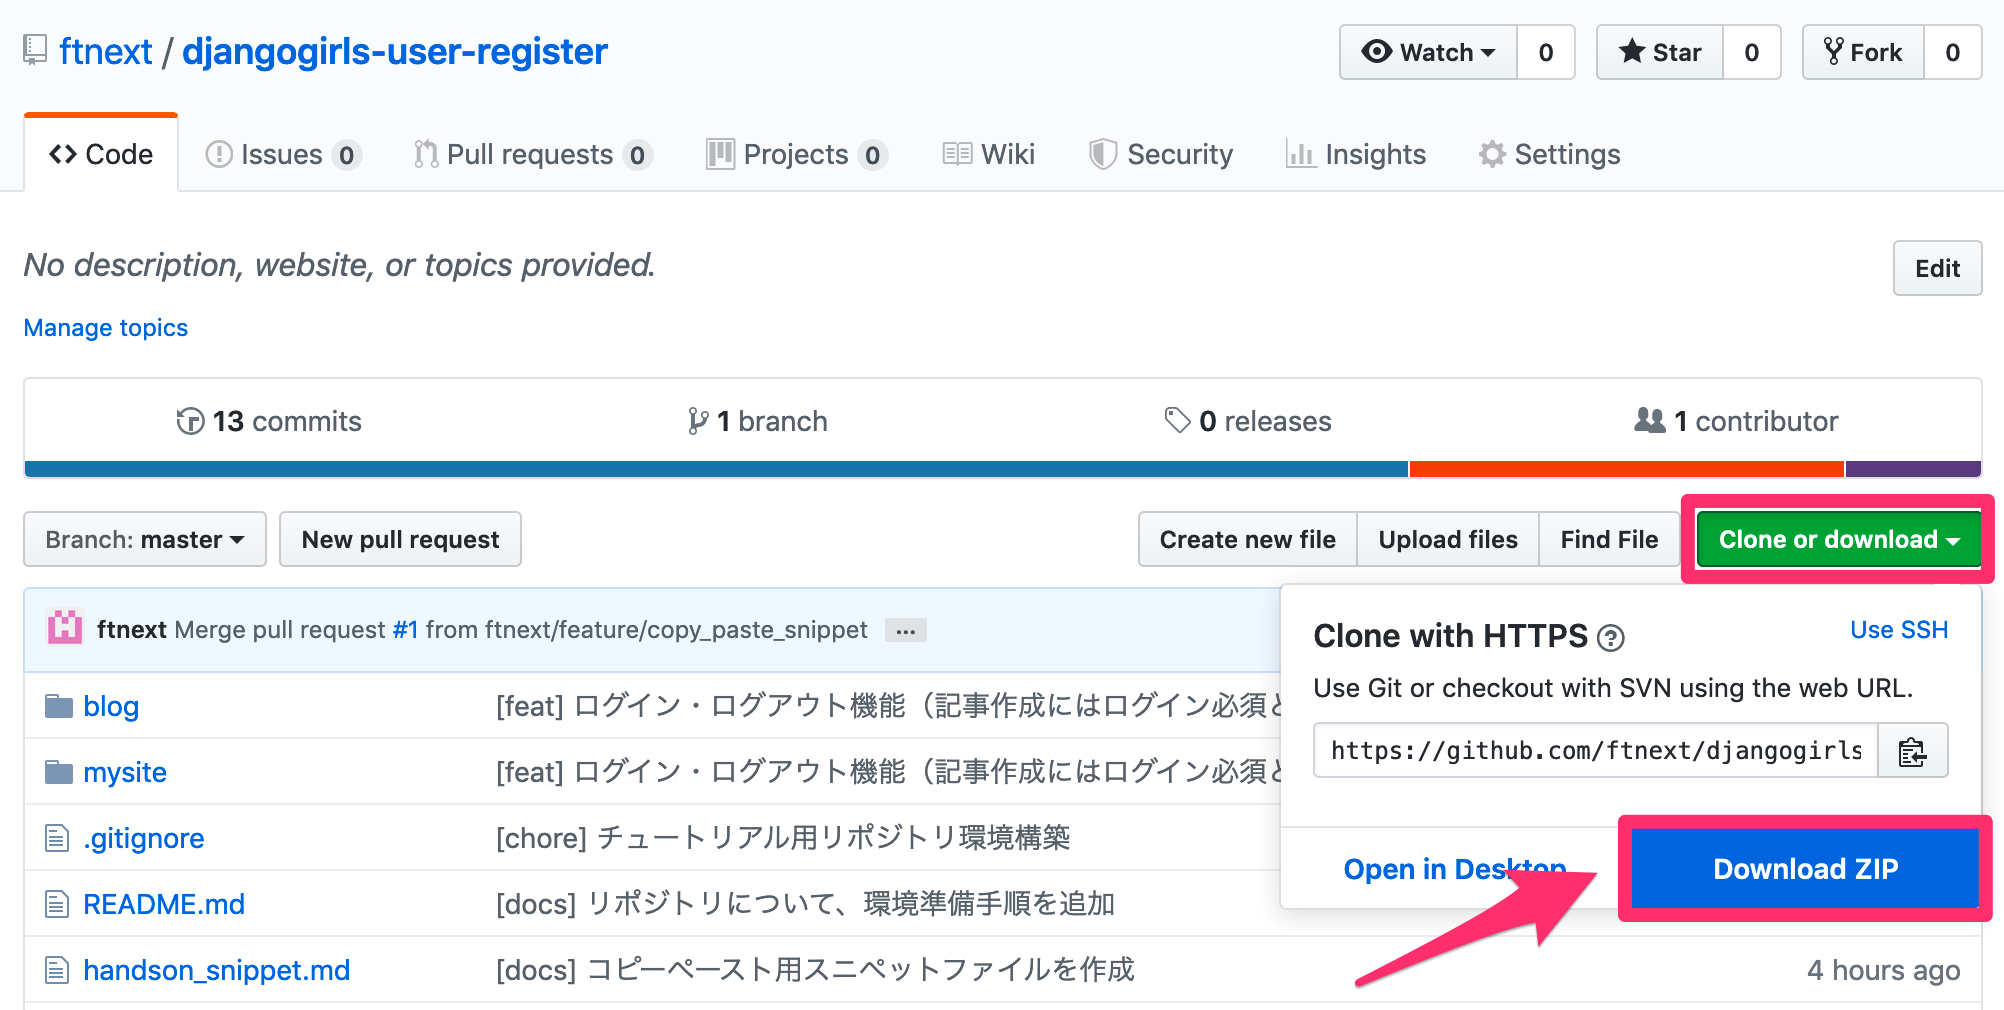 ftnext / djangogirls-user-register
Watch 0 Star 0 Fork 0
Code Issues 0 Pull requests 0 Projects 0 Wiki Security Insights Settings
No description, website, or topics provided.
Edit
Manage topics
13 commits 1 branch 0 releases 1 contributor
Branch: master New pull request Create new file Upload files Find File Clone or download
ftnext Merge pull request #1 from ftnext/feature/copy_paste_snippet ...
Clone with HTTPS ? Use SSH
Use Git or checkout with SVN using the web URL.
https://github.com/ftnext/djangogirls
Open in Desktop Download ZIP
blog [feat] ログイン・ログアウト機能（記事作成にはログイン必須と
mysite [feat] ログイン・ログアウト機能（記事作成にはログイン必須と
.gitignore [chore] チュートリアル用リポジトリ環境構築
README.md [docs] リポジトリについて、環境準備手順を追加
handson_snippet.md [docs] コピーペースト用スニペットファイルを作成 4 hours ago